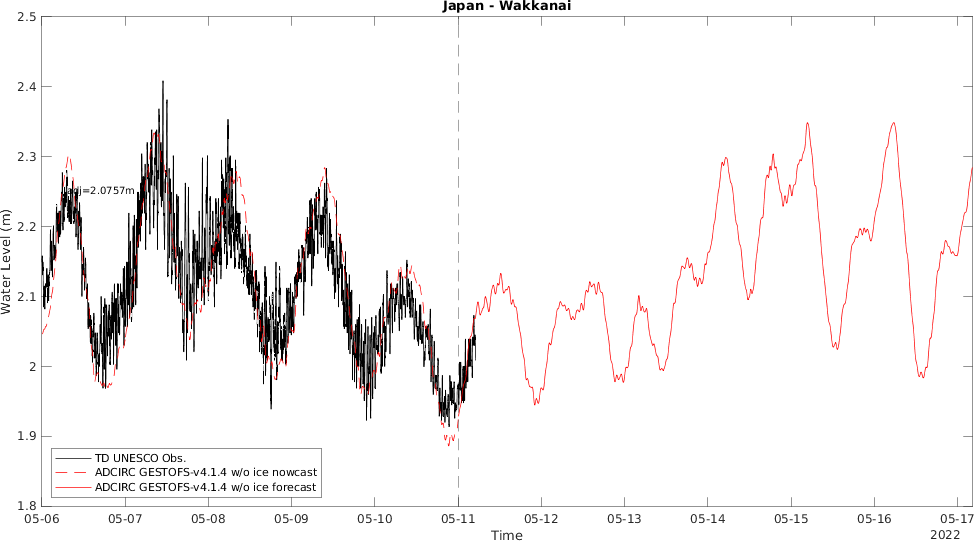 Japan - Wakkanai
2.5
2.4
2.3
2.2
2.1
2
1.9
1.8
Water Level (m)
adj=2.0757m
TD UNESCO Obs.
ADCIRC GESTOFS-v4.1.4 w/o ice nowcast
ADCIRC GESTOFS-v4.1.4 w/o ice forecast
05-06 05-07 05-08 05-09 05-10 05-11 05-12 05-13 05-14 05-15 05-16 05-17
Time
2022